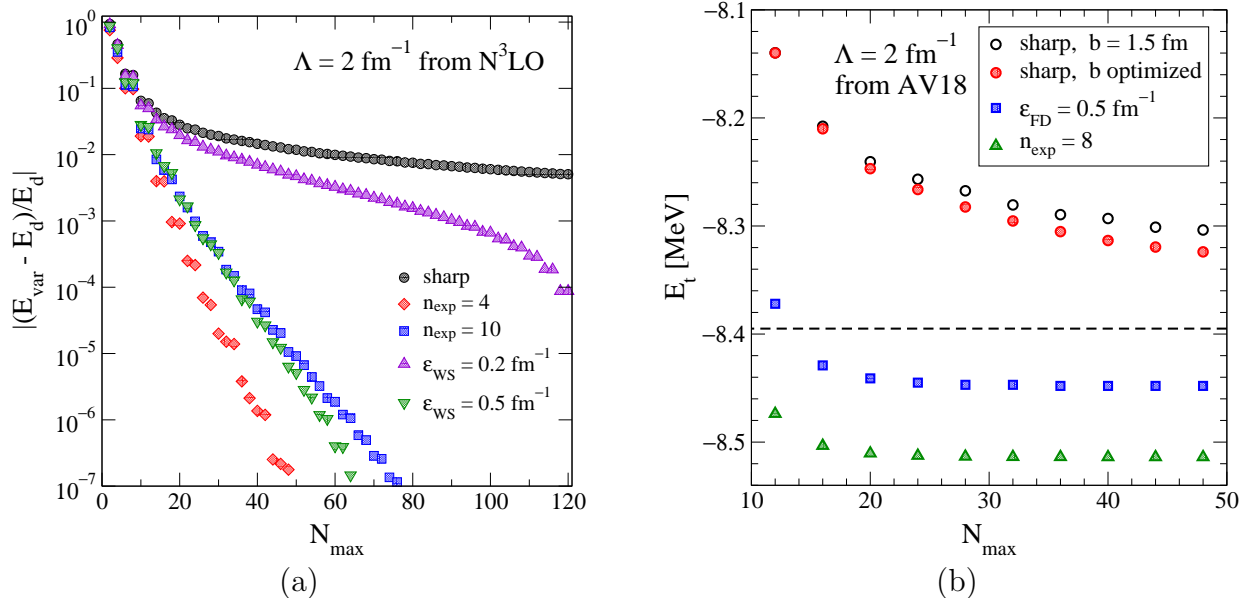 Λ = 2 fm⁻¹ from N³LO
|(E_var - E_d)/E_d|
10⁰
10⁻¹
10⁻²
10⁻³
10⁻⁴
10⁻⁵
10⁻⁶
10⁻⁷
sharp
n_exp = 4
n_exp = 10
ε_WS = 0.2 fm⁻¹
ε_WS = 0.5 fm⁻¹
0 20 40 60 80 100 120
N_max
(a)
Λ = 2 fm⁻¹
from AV18
sharp, b = 1.5 fm
sharp, b optimized
ε_FD = 0.5 fm⁻¹
n_exp = 8
E_t [MeV]
-8.1
-8.2
-8.3
-8.4
-8.5
10 20 30 40 50
N_max
(b)